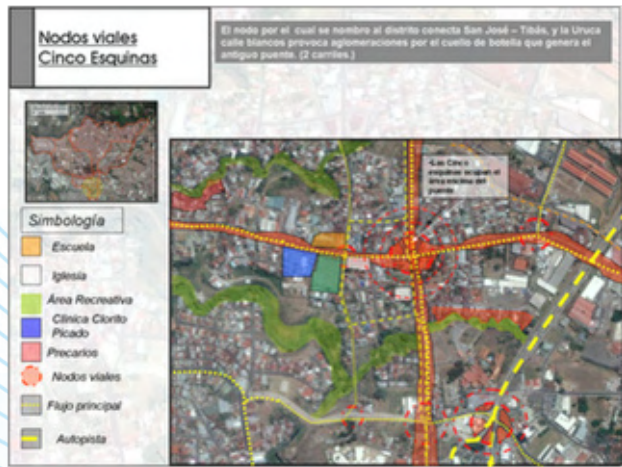 Nodos viales
Cinco Esquinas
El nodo por el cual se nombro al distrito conecta San José – Tibás, y la Uruca
calle blancos provoca aglomeraciones por el cuello de botella que genera el
antiguo puente. (2 carriles.)
•Las Cinco
esquinas ocupan el
área encima del
puente
Simbología
Escuela
Iglesia
Área Recreativa
Clinica Clorito
Picado
Precarios
Nodos viales
Flujo principal
Autopista